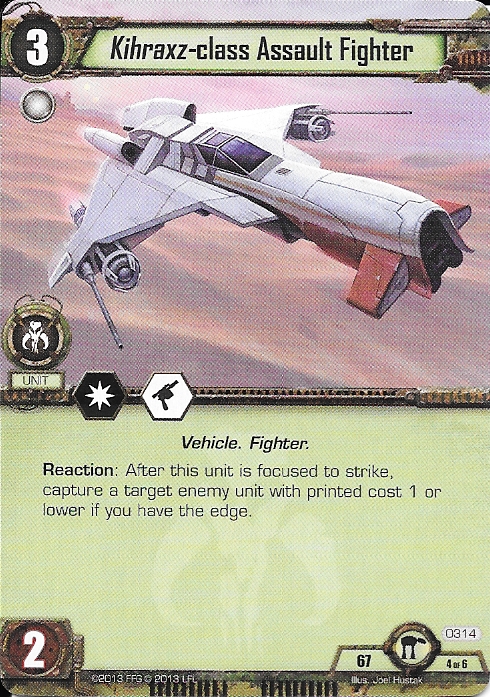 3
Kihraxz-class Assault Fighter
UNIT
Vehicle. Fighter.
Reaction: After this unit is focused to strike,
capture a target enemy unit with printed cost 1 or
lower if you have the edge.
2
0314
67
4 OF 6
©2013 FFG © 2013 LFL
Illus. Joel Hustak